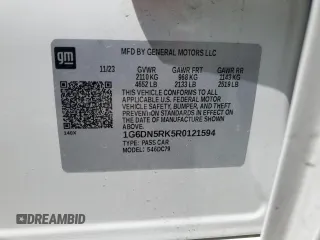 gm
MFD BY GENERAL MOTORS LLC
11/23 GVWR GAWR FRT GAWR RR
2110 KG 968 KG 1143 KG
4652 LB 2133 LB 2519 LB
THIS VEHICLE CONFORMS TO ALL
APPLICABLE U.S. FEDERAL MOTOR
VEHICLE SAFETY, BUMPER, AND
THEFT PREVENTION STANDARDS
IN EFFECT ON THE DATE OF
MANUFACTURE SHOWN ABOVE.
1G6DN5RK5R0121594
TYPE: PASS CAR
MODEL:
DREAMBID